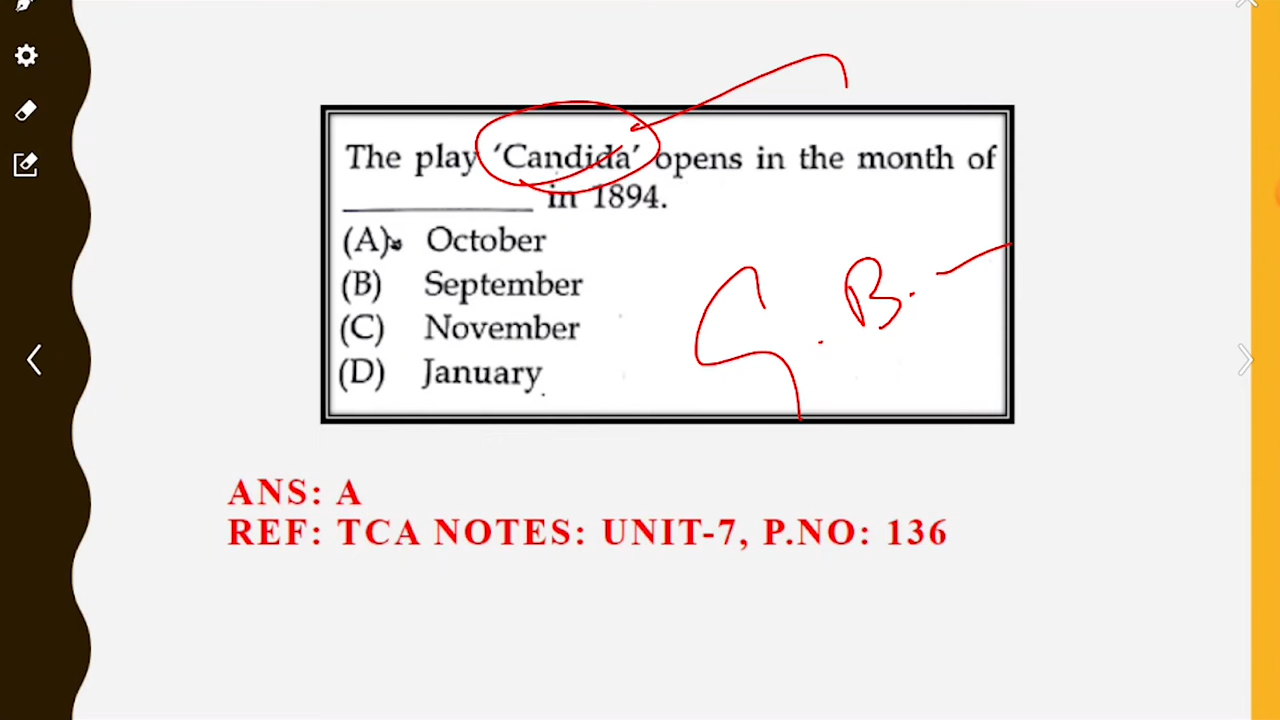 The play 'Candida' opens in the month of
____________ in 1894.
(A) October
(B) September
(C) November
(D) January
G. B.
ANS: A
REF: TCA NOTES: UNIT-7, P.NO: 136